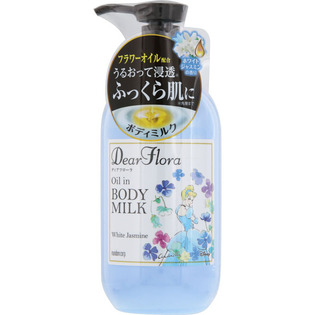 フラワーオイル配合
うるおって浸透
ふっくら肌に
ボディミルク
ホワイト
ジャスミン
の香り
Dear Flora
ディアフローラ
Oil in
BODY
MILK
White Jasmine
Disney